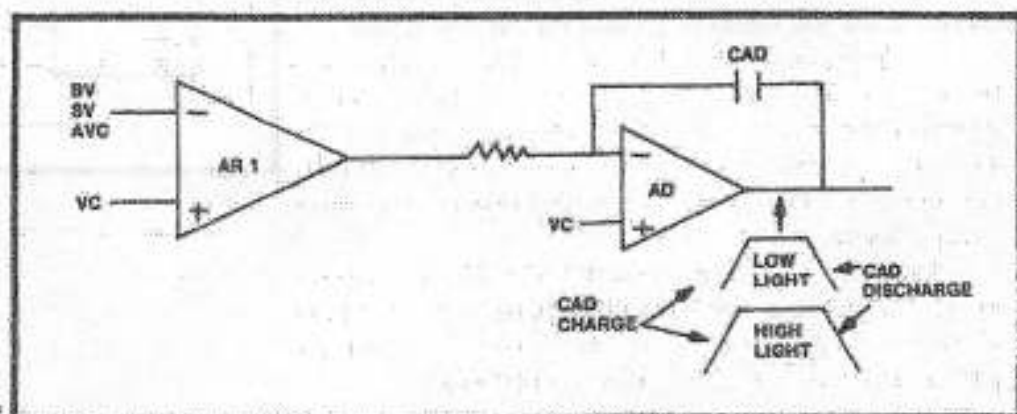 CAD
BV
SV
AVC
−
AR 1
VC
+
−
AD
VC
+
LOW
LIGHT
CAD
DISCHARGE
CAD
CHARGE
HIGH
LIGHT